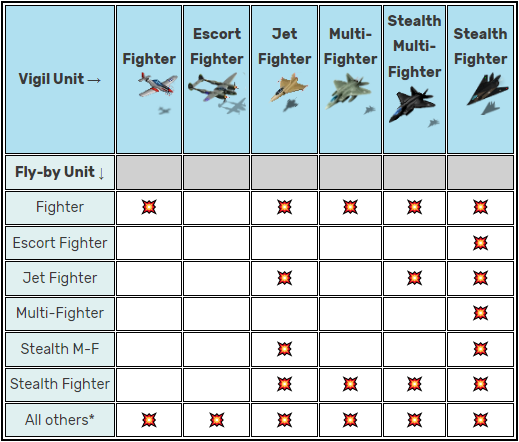 Vigil Unit →
Fighter
Escort
Fighter
Jet
Fighter
Multi-
Fighter
Stealth
Multi-
Fighter
Stealth
Fighter
Fly-by Unit ↓
Fighter
Escort Fighter
Jet Fighter
Multi-Fighter
Stealth M-F
Stealth Fighter
All others*